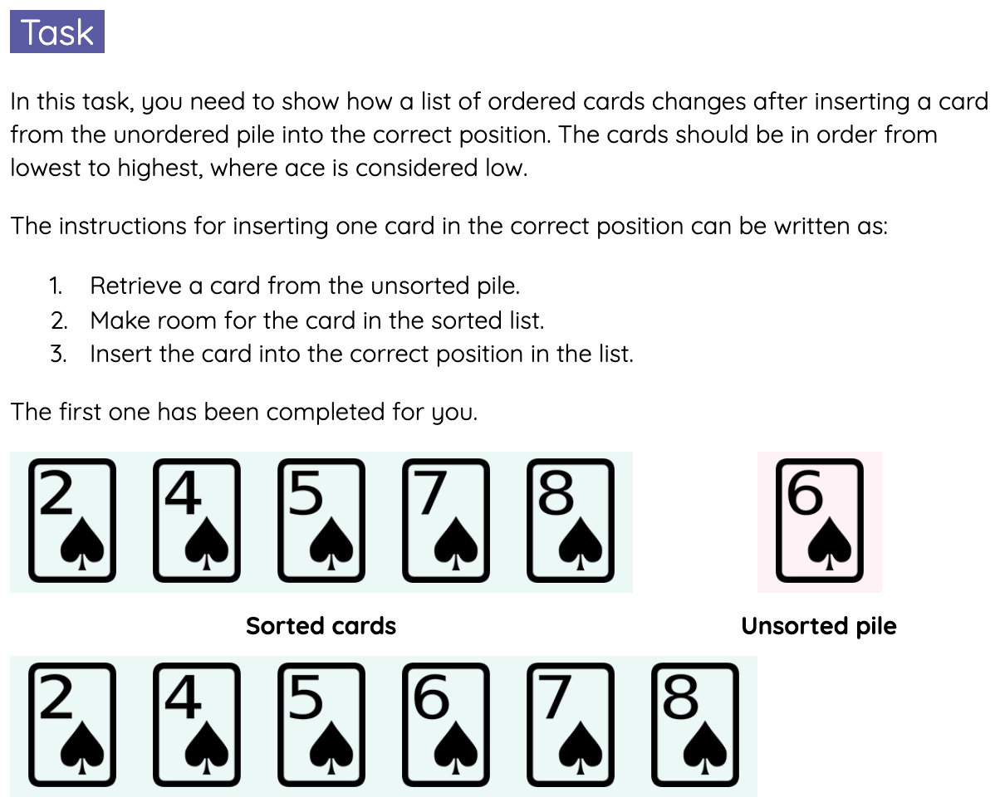 Task
In this task, you need to show how a list of ordered cards changes after inserting a card
from the unordered pile into the correct position. The cards should be in order from
lowest to highest, where ace is considered low.
The instructions for inserting one card in the correct position can be written as:
1. Retrieve a card from the unsorted pile.
2. Make room for the card in the sorted list.
3. Insert the card into the correct position in the list.
The first one has been completed for you.
2 4 5 7 8 6
Sorted cards Unsorted pile
2 4 5 6 7 8